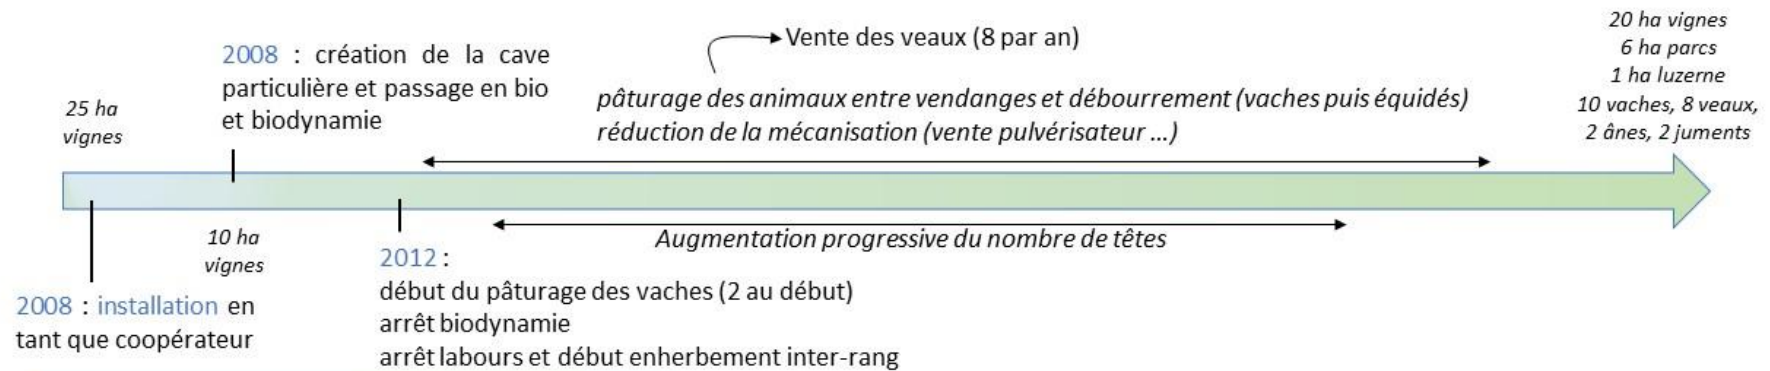 25 ha
vignes
2008 : installation en
tant que coopérateur
2008 : création de la cave
particulière et passage en bio
et biodynamie
10 ha
vignes
2012 :
début du pâturage des vaches (2 au début)
arrêt biodynamie
arrêt labours et début enherbement inter-rang
Vente des veaux (8 par an)
pâturage des animaux entre vendanges et débourrement (vaches puis équidés)
réduction de la mécanisation (vente pulvérisateur ...)
Augmentation progressive du nombre de têtes
20 ha vignes
6 ha parcs
1 ha luzerne
10 vaches, 8 veaux,
2 ânes, 2 juments